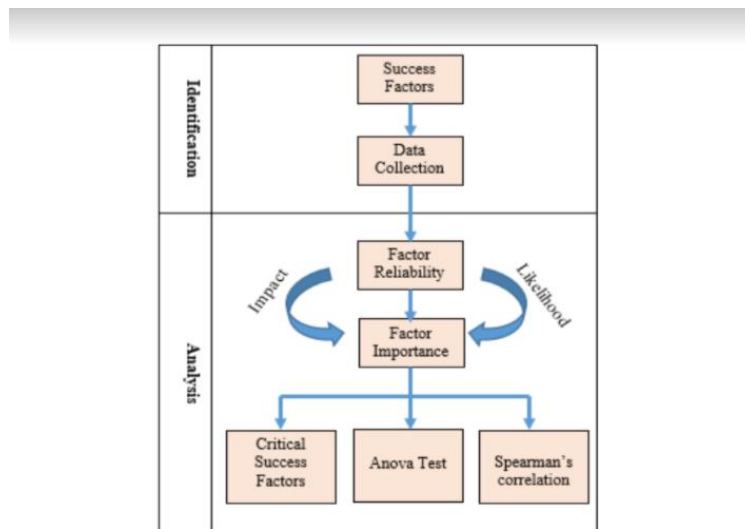 Identification
Success
Factors
Data
Collection
Analysis
Factor
Reliability
Impact
Likelihood
Factor
Importance
Critical
Success
Factors
Anova Test
Spearman's
correlation